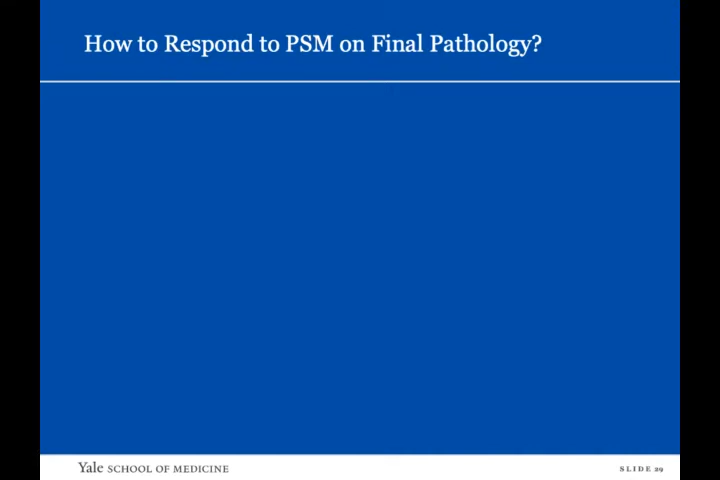 How to Respond to PSM on Final Pathology?
Yale SCHOOL OF MEDICINE
SLIDE 29